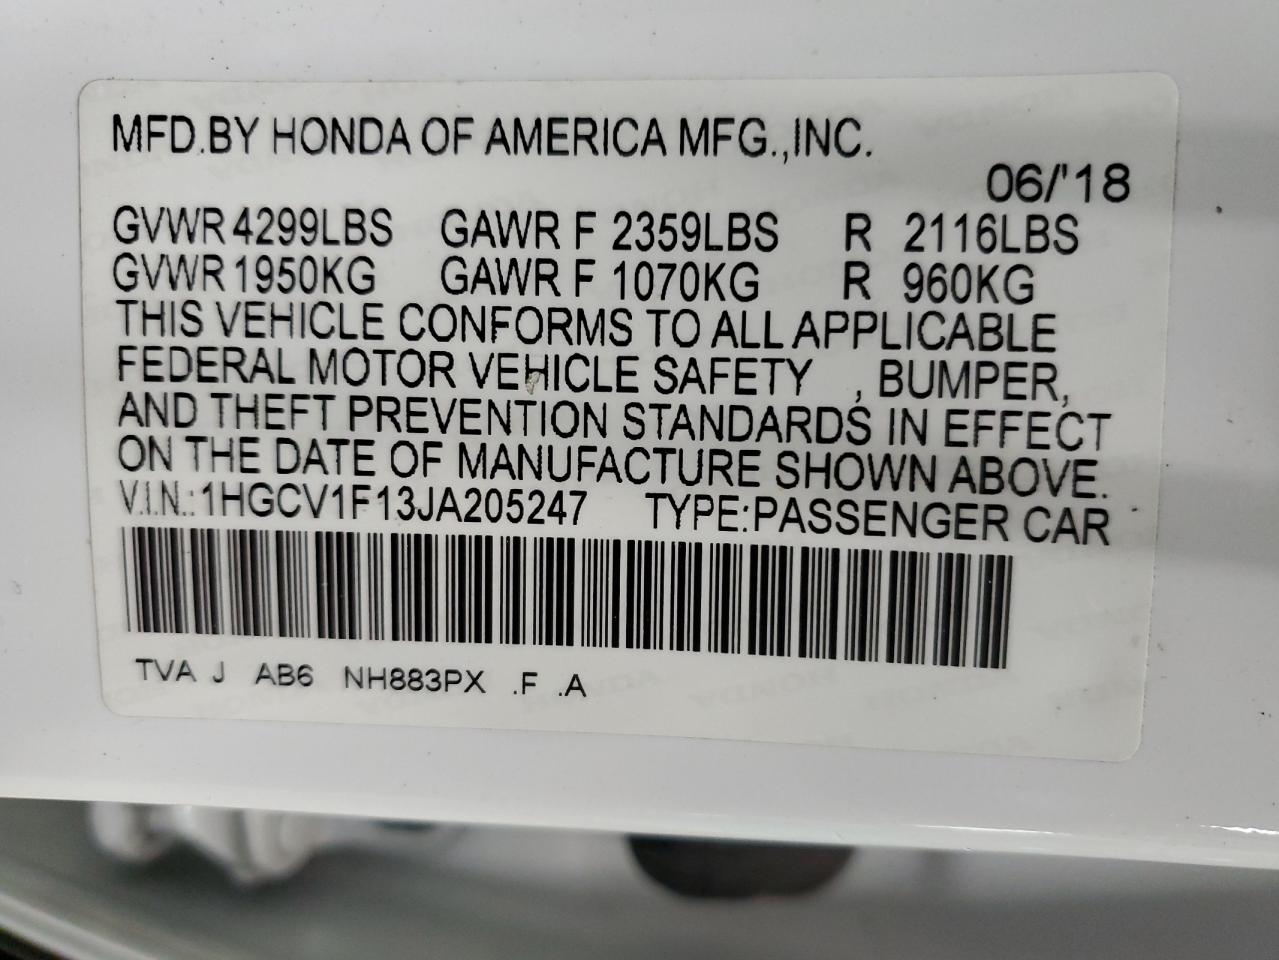 MFD.BY HONDA OF AMERICA MFG.,INC.
06/'18
GVWR 4299LBS GAWR F 2359LBS R 2116LBS
GVWR 1950KG GAWR F 1070KG R 960KG
THIS VEHICLE CONFORMS TO ALL APPLICABLE
FEDERAL MOTOR VEHICLE SAFETY , BUMPER,
AND THEFT PREVENTION STANDARDS IN EFFECT
ON THE DATE OF MANUFACTURE SHOWN ABOVE.
V.I.N.:1HGCV1F13JA205247 TYPE:PASSENGER CAR
TVA J AB6 NH883PX .F .A